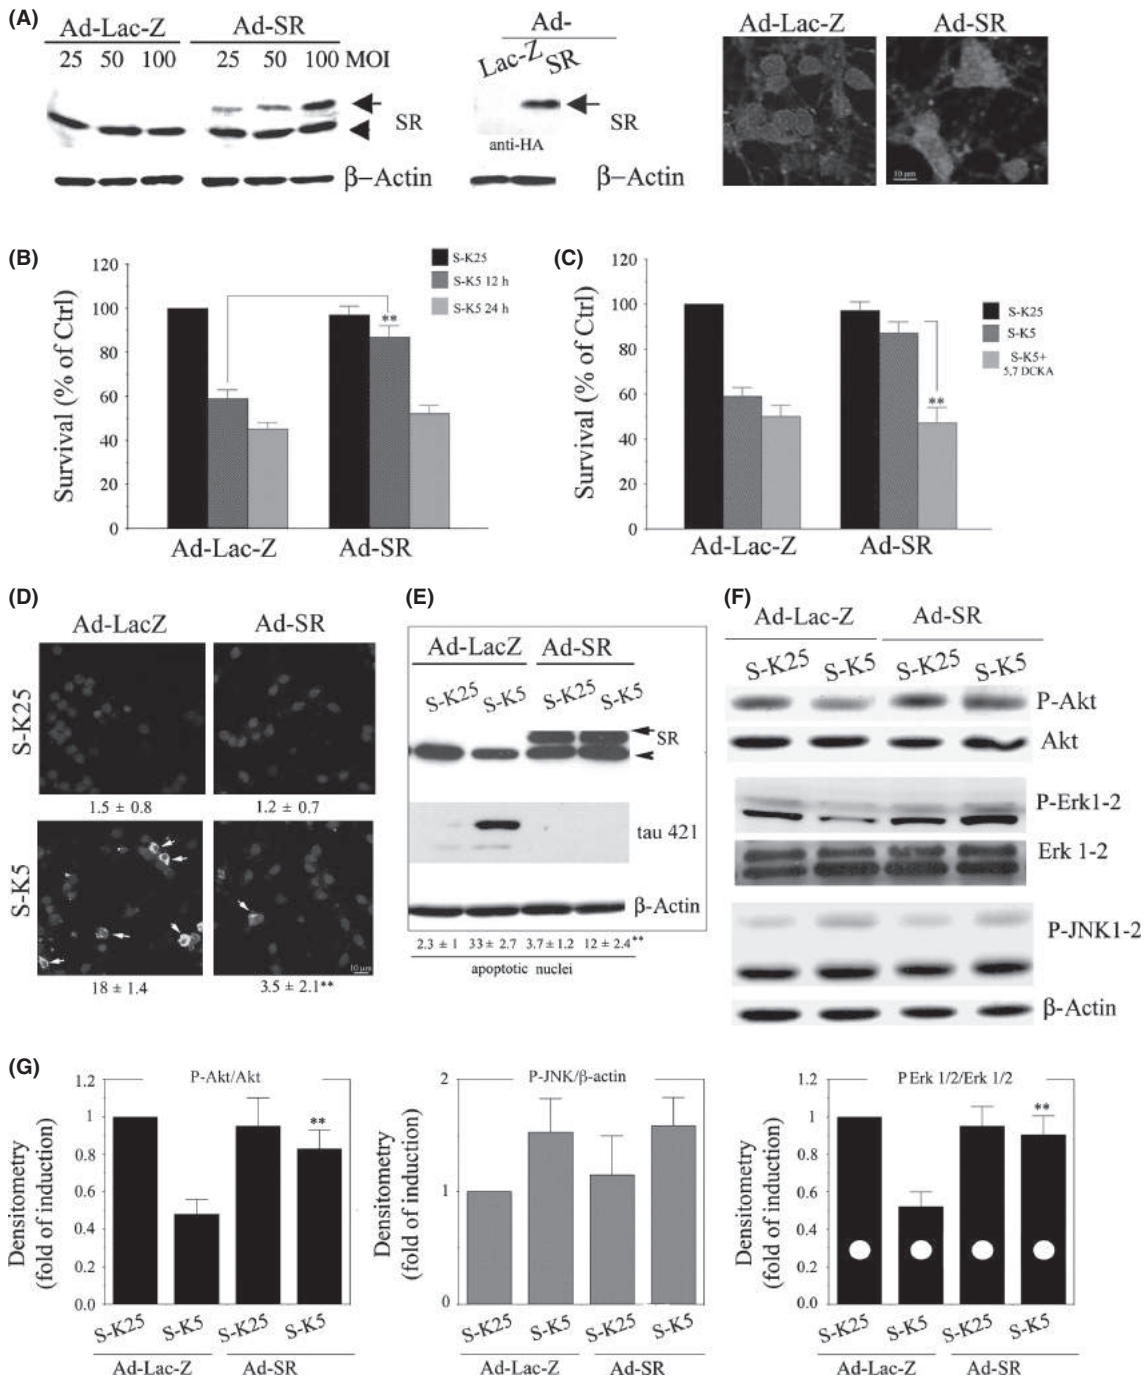 (A)
Ad-Lac-Z Ad-SR
25 50 100 25 50 100 MOI
SR
β-Actin
Ad-
Lac-Z SR
SR
anti-HA
β-Actin
Ad-Lac-Z Ad-SR
10 µm
(B)
Survival (% of Ctrl)
120
100
80
60
40
20
0
S-K25
S-K5 12 h
S-K5 24 h
**
Ad-Lac-Z Ad-SR
(C)
Survival (% of Ctrl)
120
100
80
60
40
20
0
S-K25
S-K5
S-K5+
5,7 DCKA
**
Ad-Lac-Z Ad-SR
(D)
Ad-LacZ Ad-SR
S-K25
1.5 ± 0.8 1.2 ± 0.7
S-K5
10 µm
18 ± 1.4 3.5 ± 2.1**
(E)
Ad-LacZ Ad-SR
S-K25 S-K5 S-K25 S-K5
SR
tau 421
β-Actin
2.3 ± 1 33 ± 2.7 3.7 ± 1.2 12 ± 2.4**
apoptotic nuclei
(F)
Ad-Lac-Z Ad-SR
S-K25 S-K5 S-K25 S-K5
P-Akt
Akt
P-Erk1-2
Erk 1-2
P-JNK1-2
β-Actin
(G)
P-Akt/Akt
Densitometry
(fold of induction)
1.2
1
0.8
0.6
0.4
0.2
0.0
**
S-K25 S-K5 S-K25 S-K5
Ad-Lac-Z Ad-SR
P-JNK/β-actin
Densitometry
(fold of induction)
2
1
0
S-K25 S-K5 S-K25 S-K5
Ad-Lac-Z Ad-SR
P Erk 1/2/Erk 1/2
Densitometry
(fold of induction)
1.2
1
0.8
0.6
0.4
0.2
0.0
**
S-K25 S-K5 S-K25 S-K5
Ad-Lac-Z Ad-SR